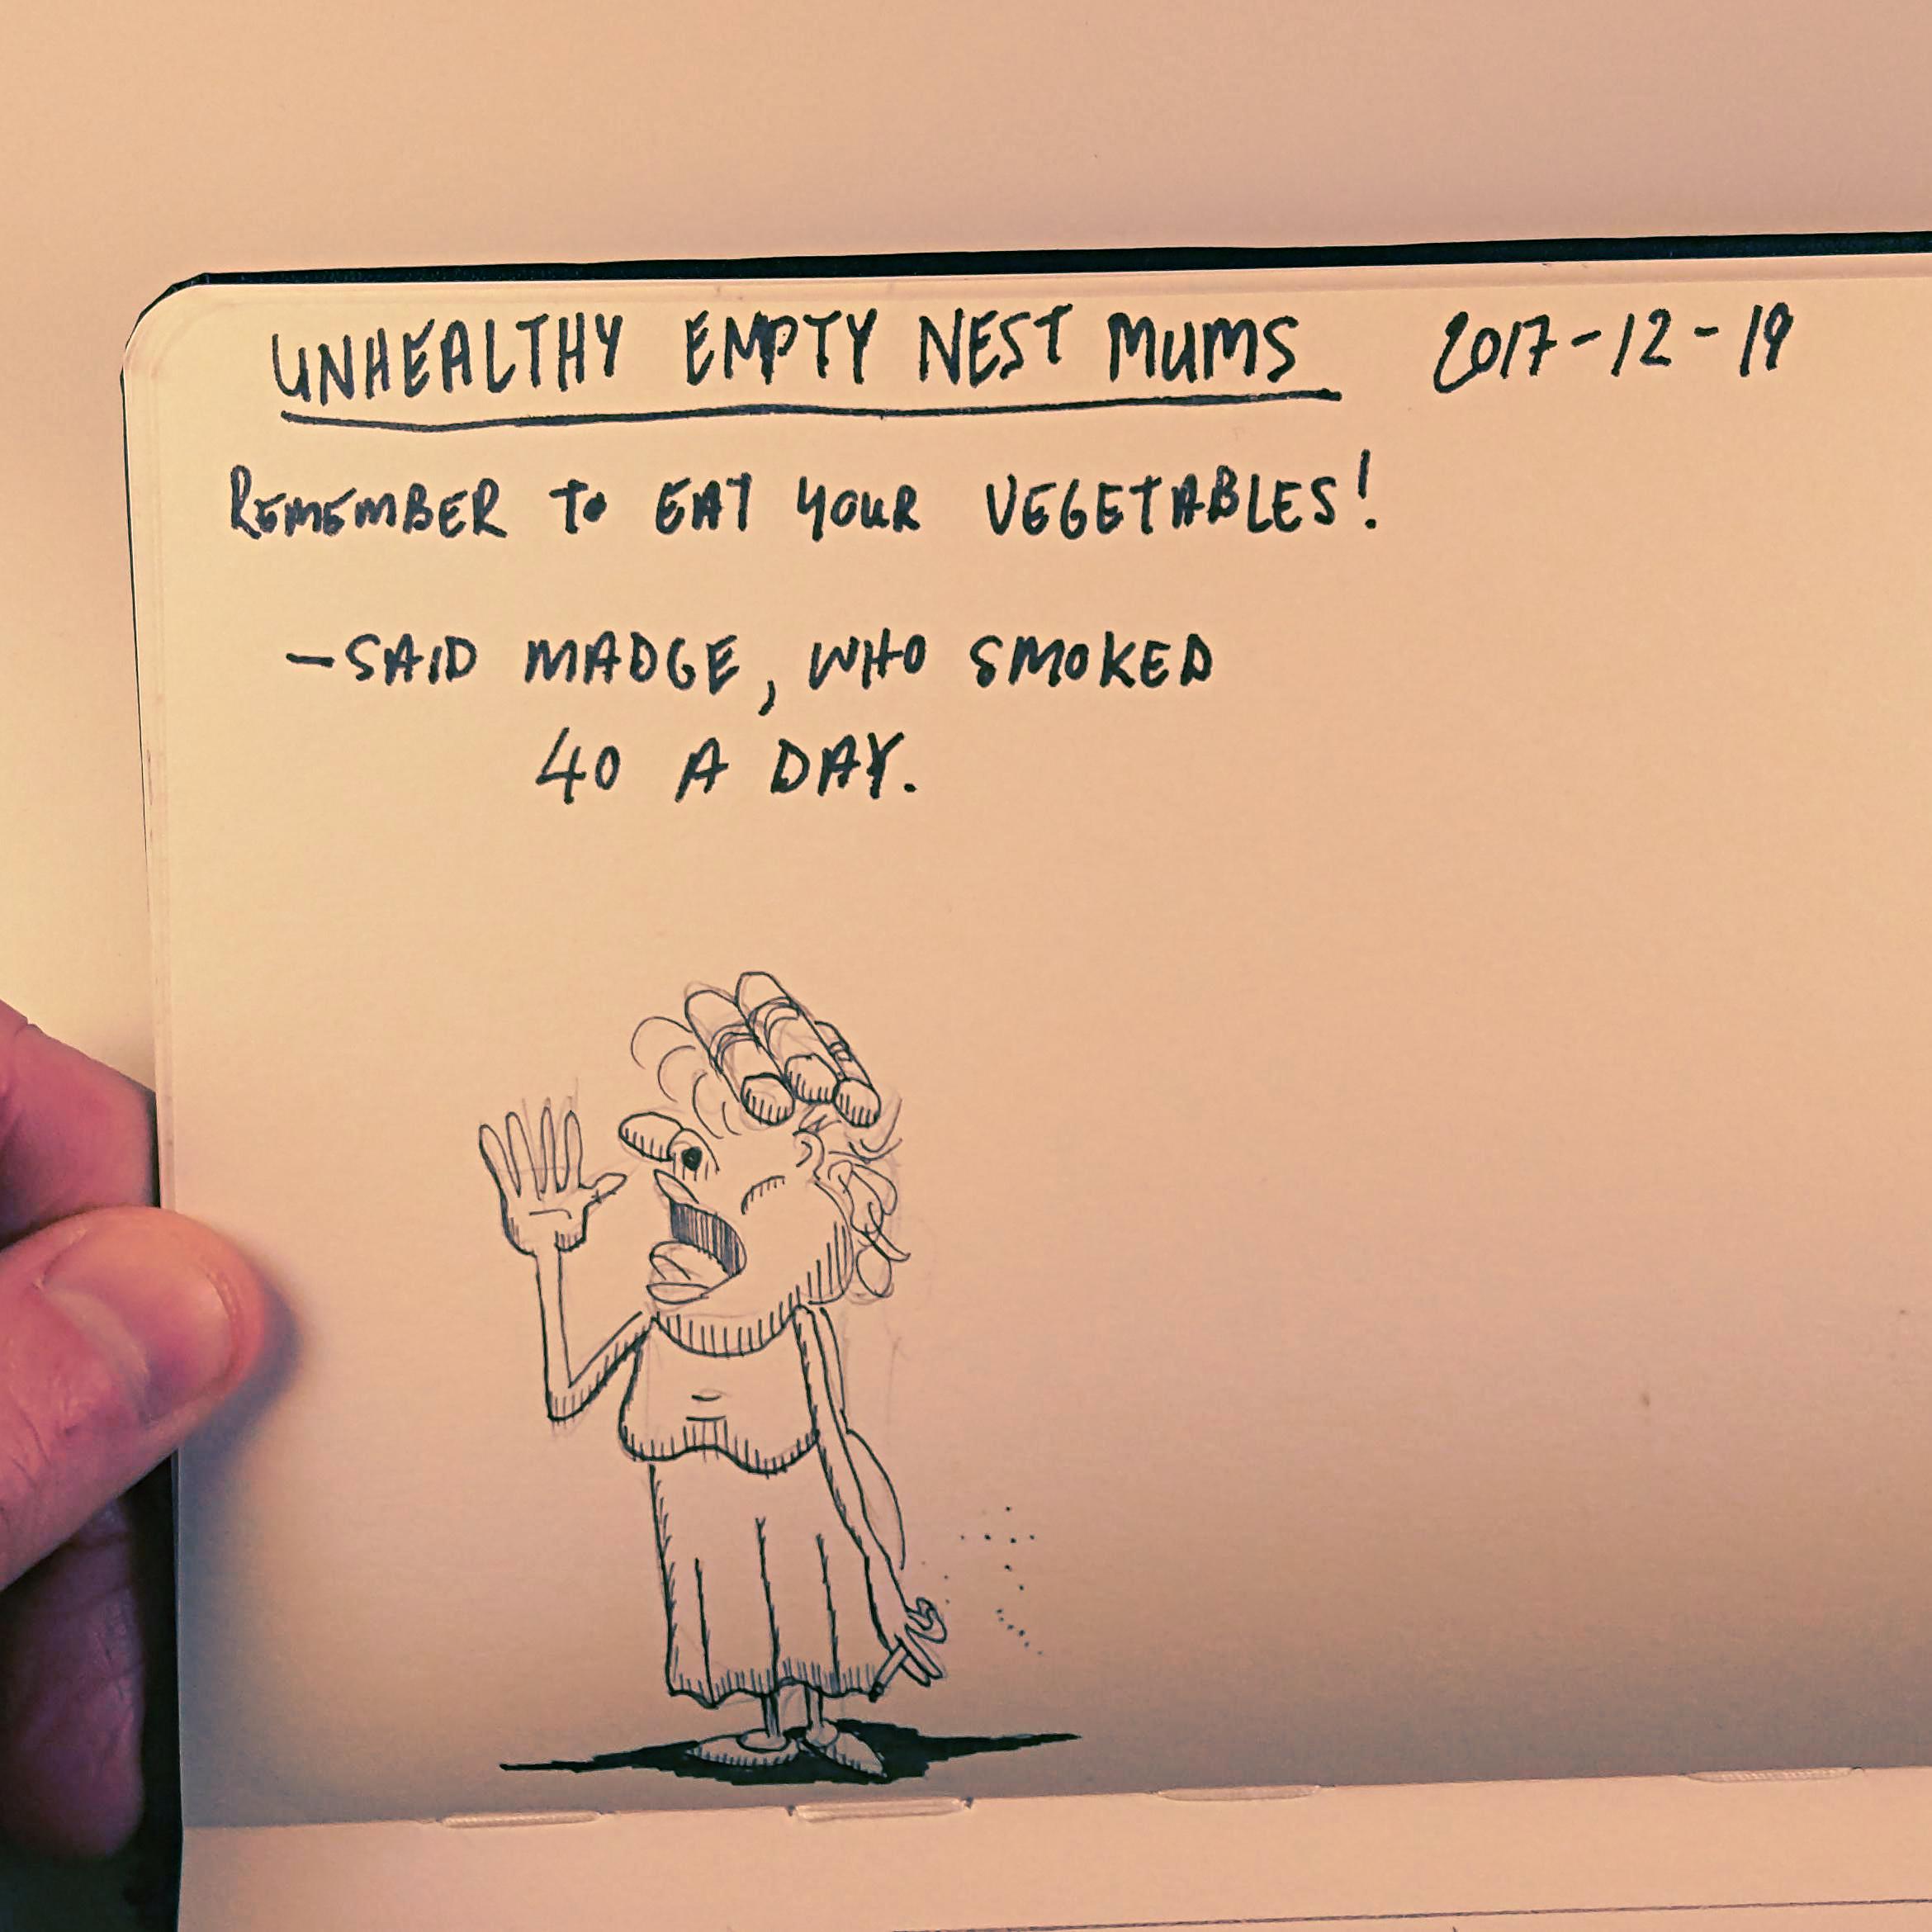 UNHEALTHY EMPTY NEST MUMS 2017-12-19
REMEMBER TO EAT YOUR VEGETABLES!
- SAID MADGE, WHO SMOKED
40 A DAY.